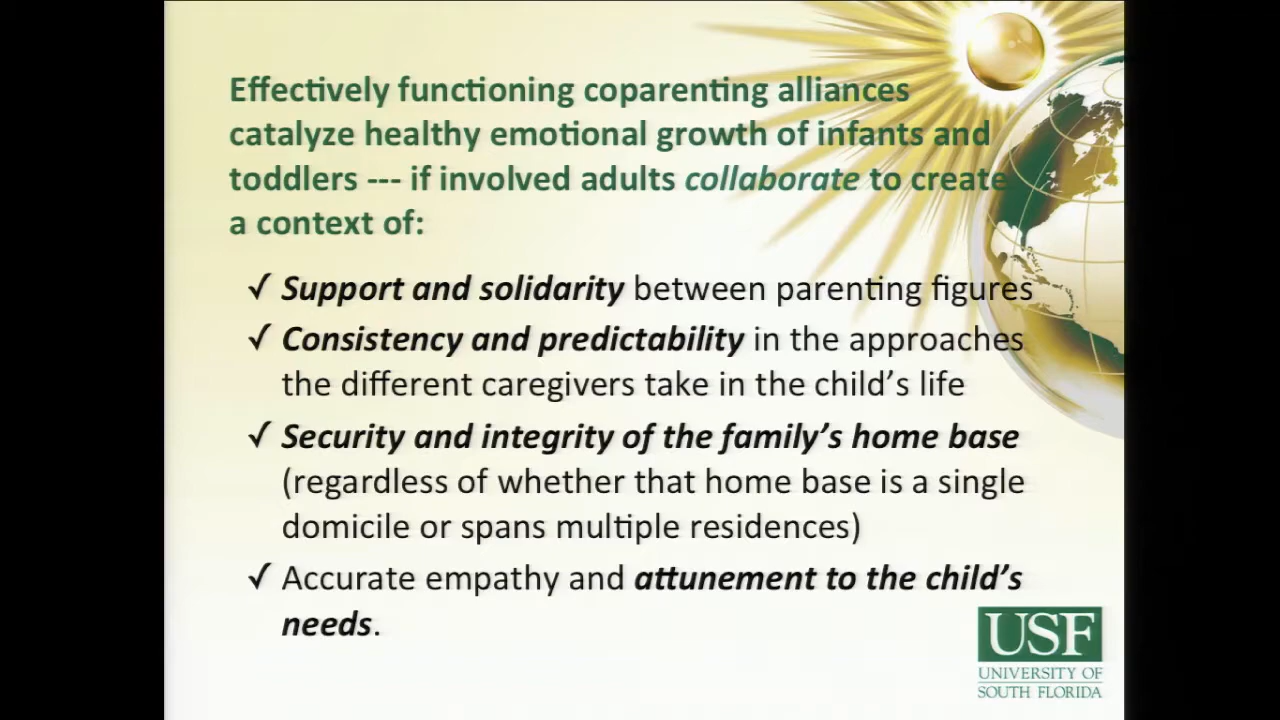 Effectively functioning coparenting alliances
catalyze healthy emotional growth of infants and
toddlers --- if involved adults collaborate to create
a context of:
✓ Support and solidarity between parenting figures
✓ Consistency and predictability in the approaches
the different caregivers take in the child’s life
✓ Security and integrity of the family’s home base
(regardless of whether that home base is a single
domicile or spans multiple residences)
✓ Accurate empathy and attunement to the child’s
needs.
USF
UNIVERSITY OF
SOUTH FLORIDA